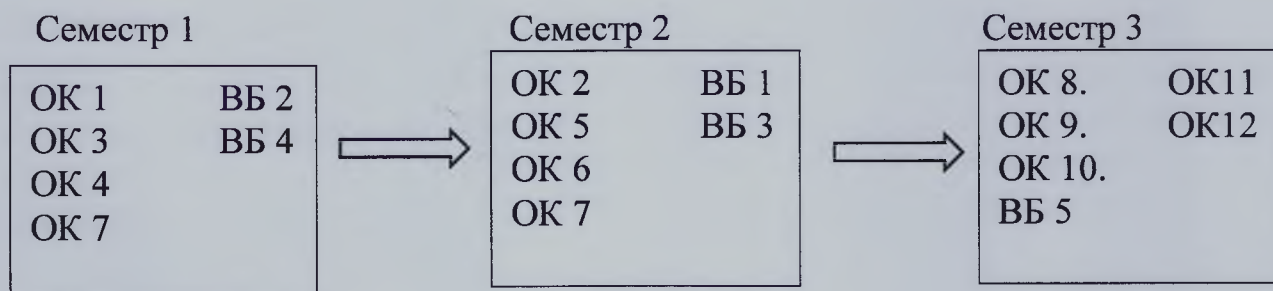 Семестр 1
ОК 1 ВБ 2
ОК 3 ВБ 4
ОК 4
ОК 7
Семестр 2
ОК 2 ВБ 1
ОК 5 ВБ 3
ОК 6
ОК 7
Семестр 3
ОК 8. ОК11
ОК 9. ОК12
ОК 10.
ВБ 5